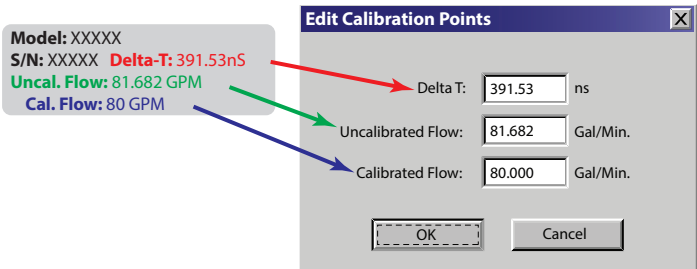 Model: XXXXX
S/N: XXXXX Delta-T: 391.53nS
Uncal. Flow: 81.682 GPM
Cal. Flow: 80 GPM
Edit Calibration Points X
Delta T: 391.53 ns
Uncalibrated Flow: 81.682 Gal/Min.
Calibrated Flow: 80.000 Gal/Min.
OK Cancel